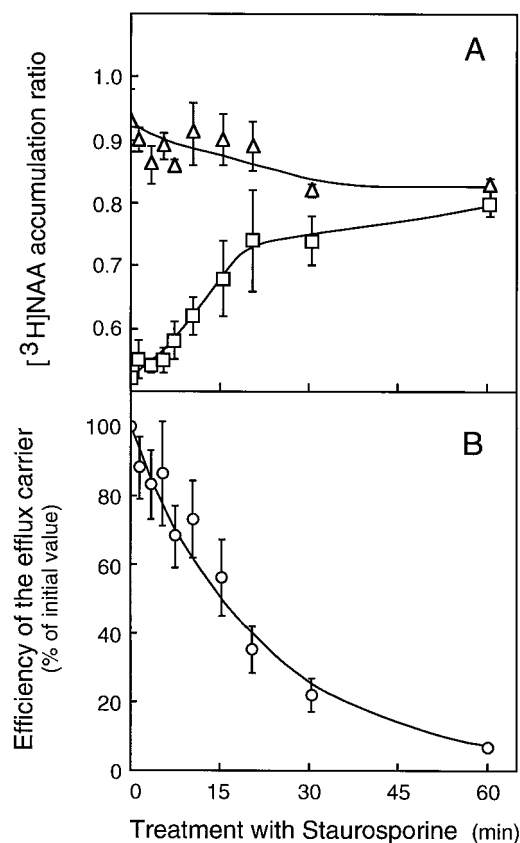 A
[³H]NAA accumulation ratio
1.0
0.9
0.8
0.7
0.6
B
Efficiency of the efflux carrier
(% of initial value)
100
80
60
40
20
0
0 15 30 45 60
Treatment with Staurosporine (min)